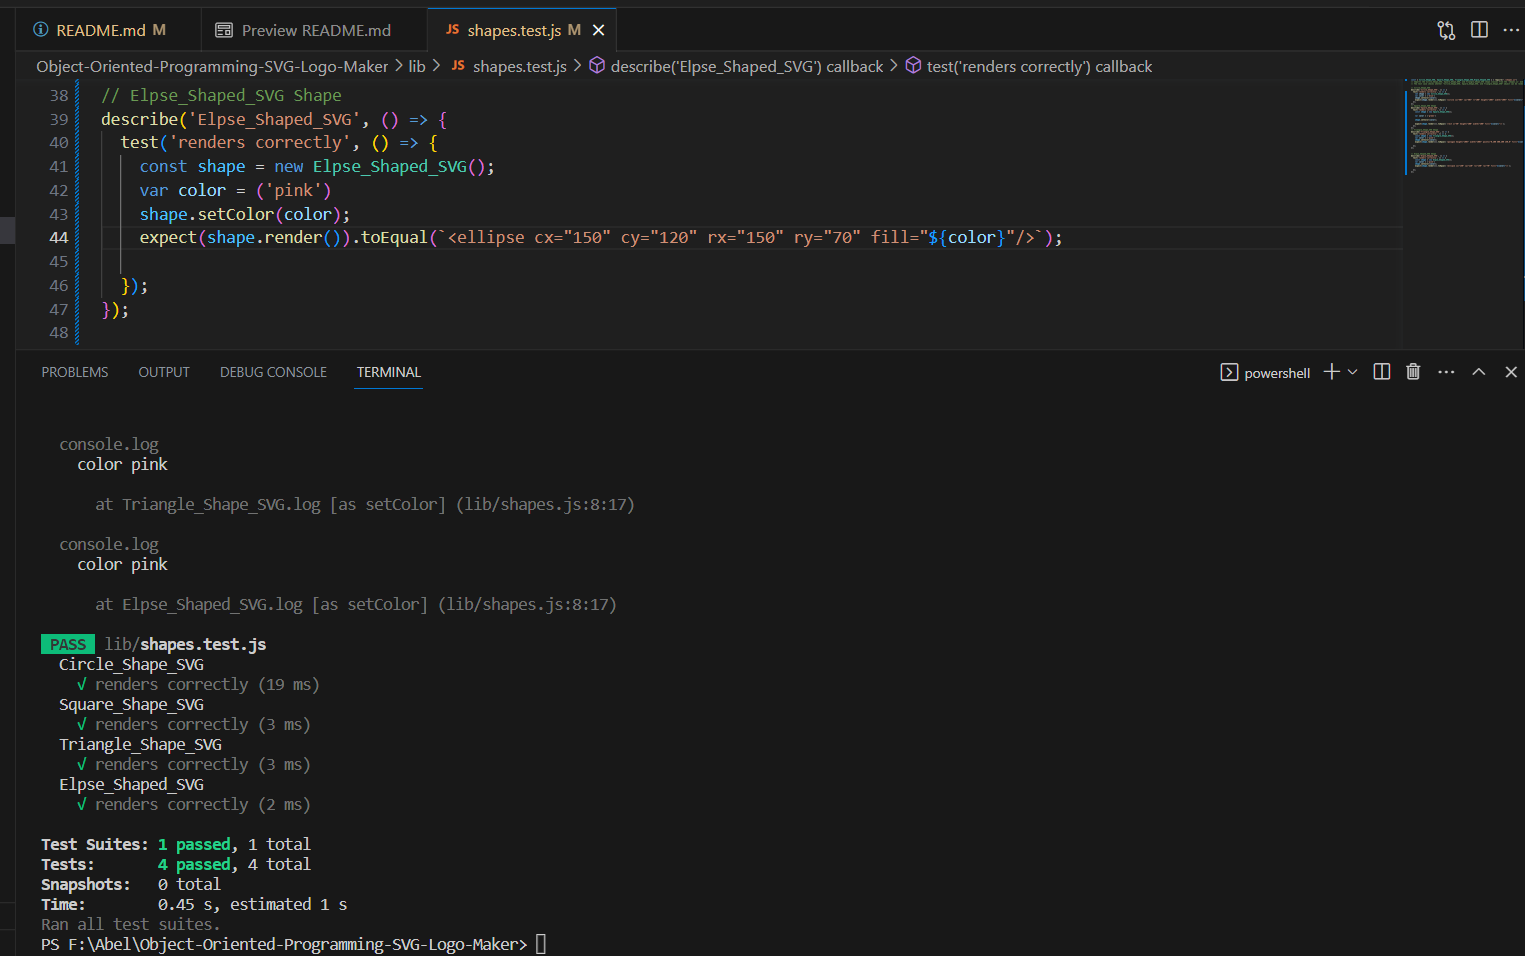 README.md M
Preview README.md
JS shapes.test.js M
Object-Oriented-Programming-SVG-Logo-Maker > lib > JS shapes.test.js > describe('Elpse_Shaped_SVG') callback > test('renders correctly') callback
38 // Elpse_Shaped_SVG Shape
39 describe('Elpse_Shaped_SVG', () => {
40 test('renders correctly', () => {
41 const shape = new Elpse_Shaped_SVG();
42 var color = ('pink')
43 shape.setColor(color);
44 expect(shape.render()).toEqual(`<ellipse cx="150" cy="120" rx="150" ry="70" fill="${color}"/>`);
45
46 });
47 });
48
PROBLEMS OUTPUT DEBUG CONSOLE TERMINAL powershell
console.log
color pink
at Triangle_Shape_SVG.log [as setColor] (lib/shapes.js:8:17)
console.log
color pink
at Elpse_Shaped_SVG.log [as setColor] (lib/shapes.js:8:17)
PASS lib/shapes.test.js
Circle_Shape_SVG
√ renders correctly (19 ms)
Square_Shape_SVG
√ renders correctly (3 ms)
Triangle_Shape_SVG
√ renders correctly (3 ms)
Elpse_Shaped_SVG
√ renders correctly (2 ms)
Test Suites: 1 passed, 1 total
Tests: 4 passed, 4 total
Snapshots: 0 total
Time: 0.45 s, estimated 1 s
Ran all test suites.
PS F:\Abel\Object-Oriented-Programming-SVG-Logo-Maker>